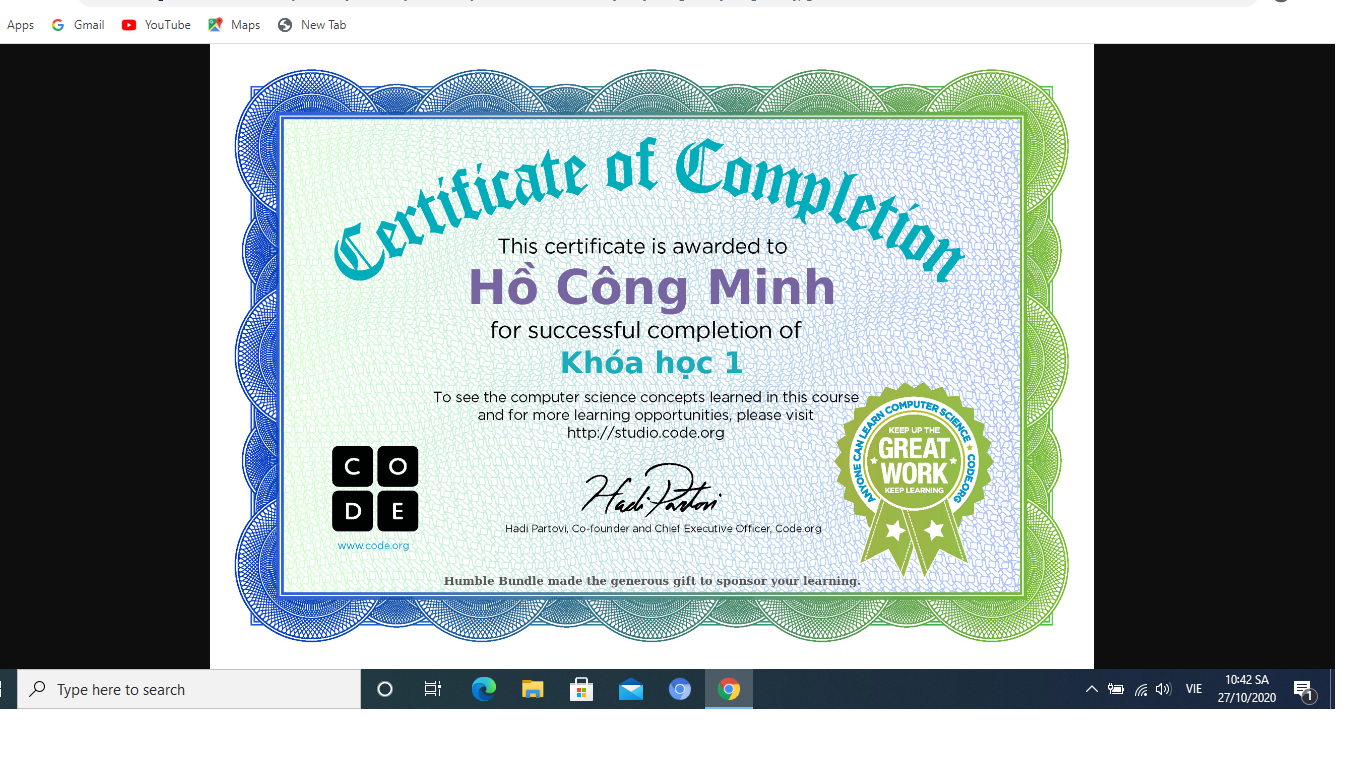 Apps Gmail YouTube Maps New Tab
Certificate of Completion
This certificate is awarded to
Hồ Công Minh
for successful completion of
Khóa học 1
To see the computer science concepts learned in this course
and for more learning opportunities, please visit
http://studio.code.org
CODE
www.code.org
Hadi Partovi
Hadi Partovi, Co-founder and Chief Executive Officer, Code.org
ANYONE CAN LEARN COMPUTER SCIENCE
CODE.ORG
KEEP UP THE
GREAT
WORK
KEEP LEARNING
Humble Bundle made the generous gift to sponsor your learning.
Type here to search
VIE
10:42 SA
27/10/2020
1